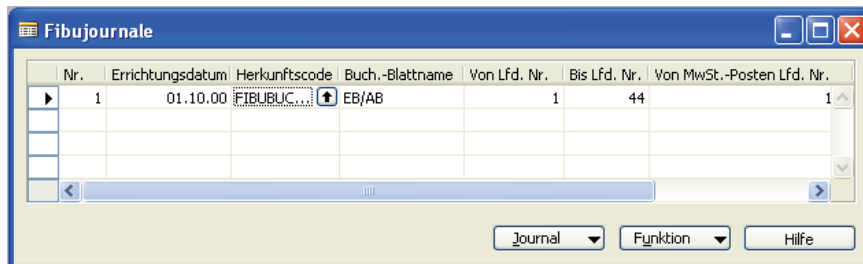 Fibujournale
Nr. Errichtungsdatum Herkunftscode Buch.-Blattname Von Lfd. Nr. Bis Lfd. Nr. Von MwSt.-Posten Lfd. Nr.
1 01.10.00 FIBUBUC... EB/AB 1 44 1
Journal Funktion Hilfe